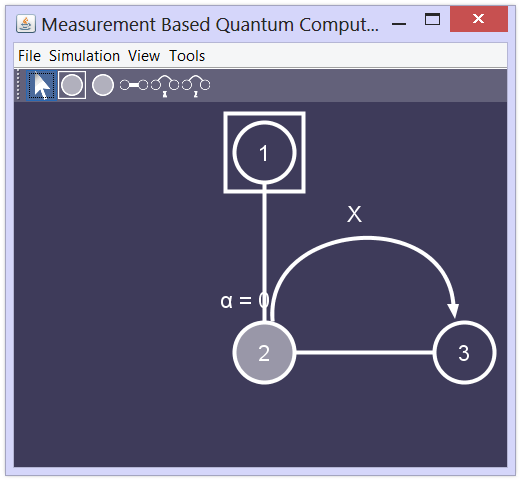 Measurement Based Quantum Comput...
File Simulation View Tools
x
z
1
X
α = 0
2
3